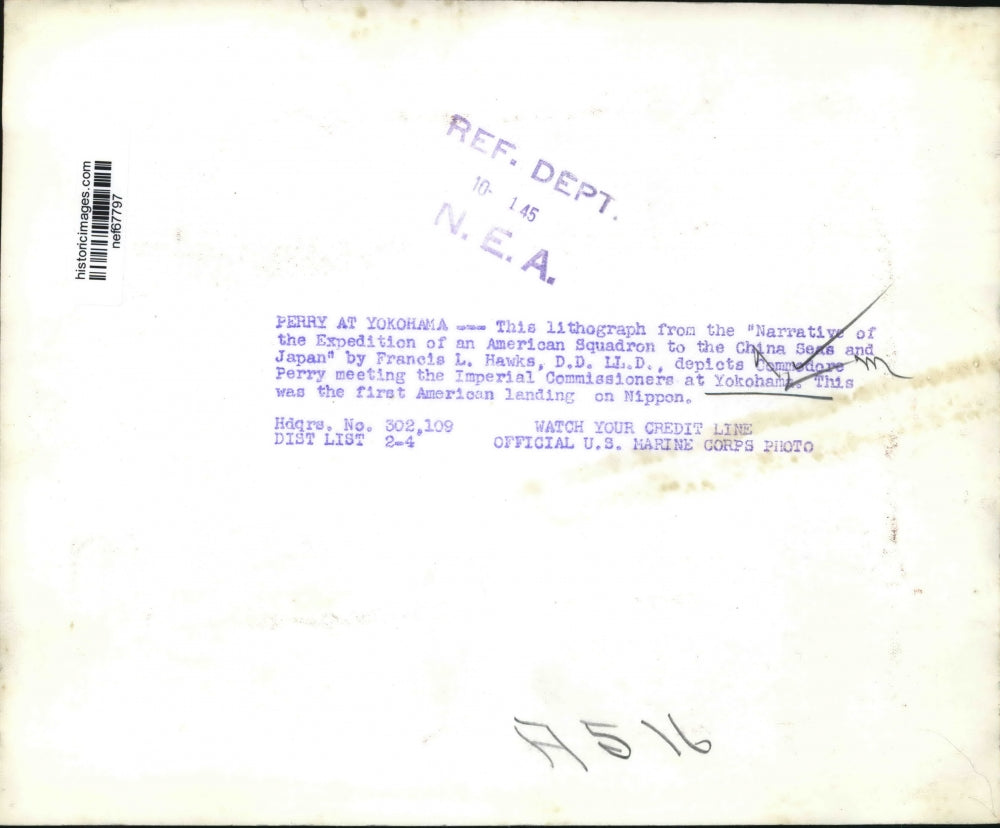 historicimages.com
nef67797
REF. DEPT.
10- 1 45
N. E. A.
PERRY AT YOKOHAMA --- This lithograph from the "Narrative of
the Expedition of an American Squadron to the China Seas and
Japan" by Francis L. Hawks, D.D. LL.D., depicts Commodore
Perry meeting the Imperial Commissioners at Yokohama. This
was the first American landing on Nippon.
Hdqrs. No. 302,109 WATCH YOUR CREDIT LINE
DIST LIST 2-4 OFFICIAL U.S. MARINE CORPS PHOTO
A 516